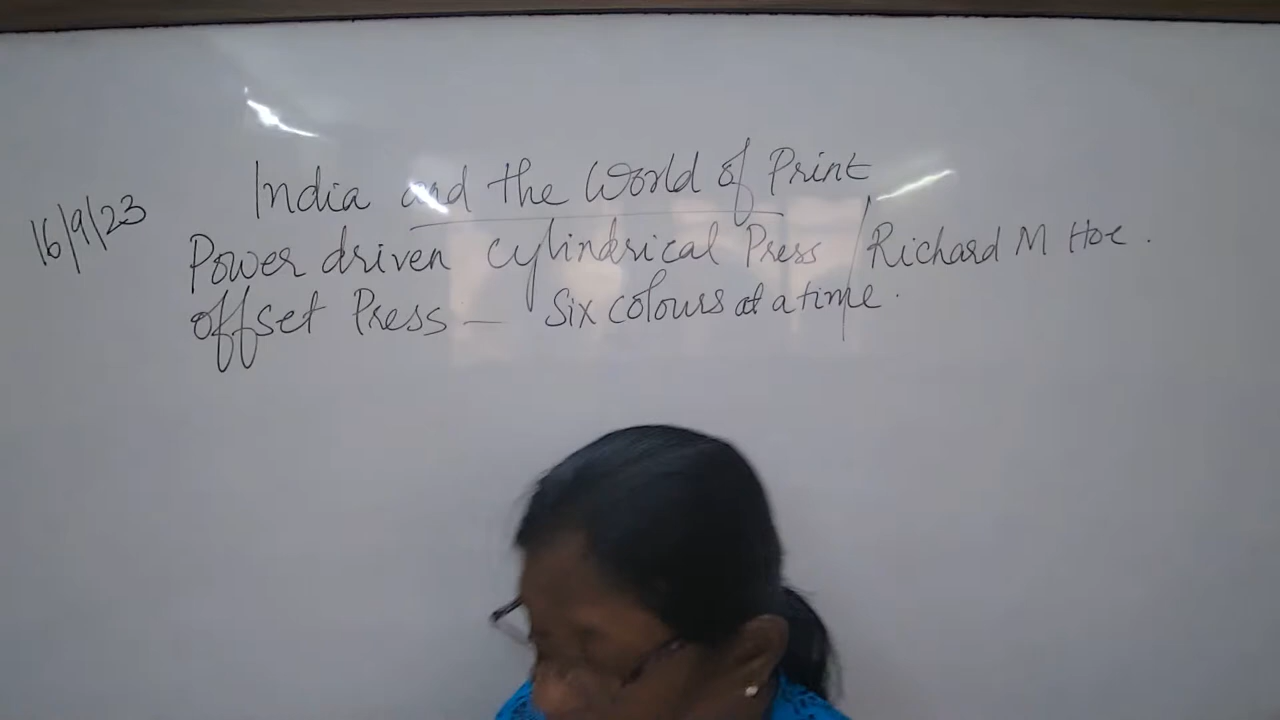 India and the World of Print
16/9/23
Power driven cylindrical Press / Richard M Hoe.
offset Press — Six colours at a time.